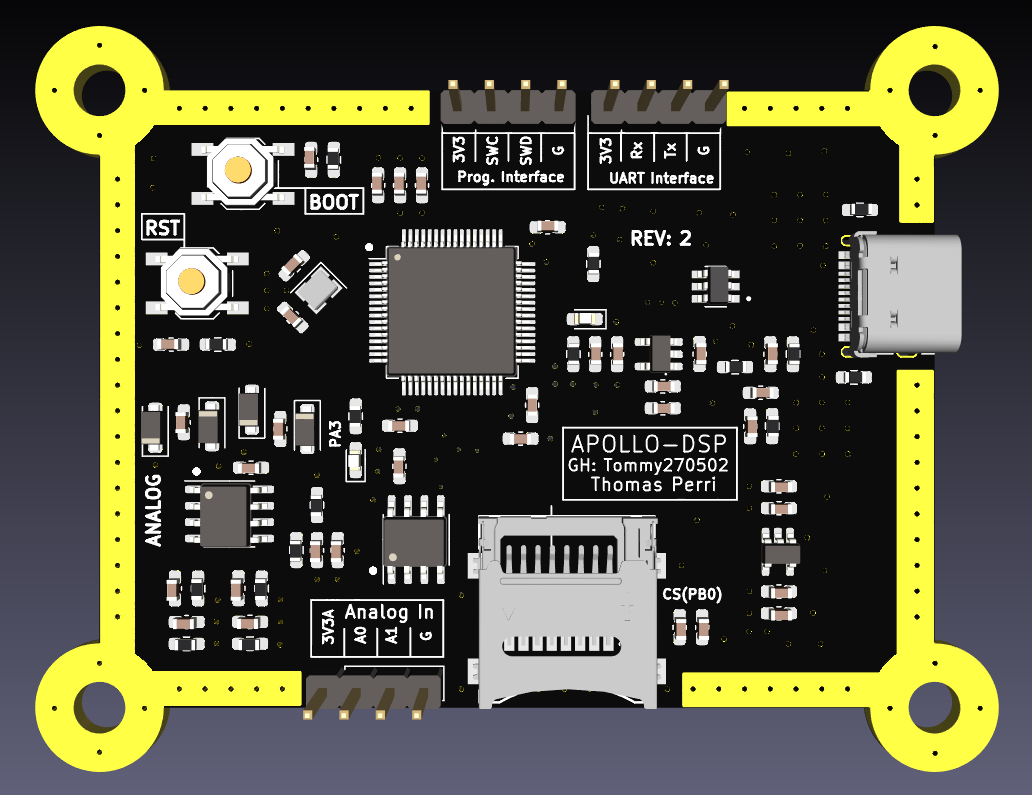 3V3 SWC SWD G
Prog. Interface
3V3 Rx Tx G
UART Interface
BOOT
RST
REV: 2
PA3
APOLLO-DSP
GH: Tommy270502
Thomas Perri
ANALOG
CS(PB0)
Analog In
3V3A A0 A1 G